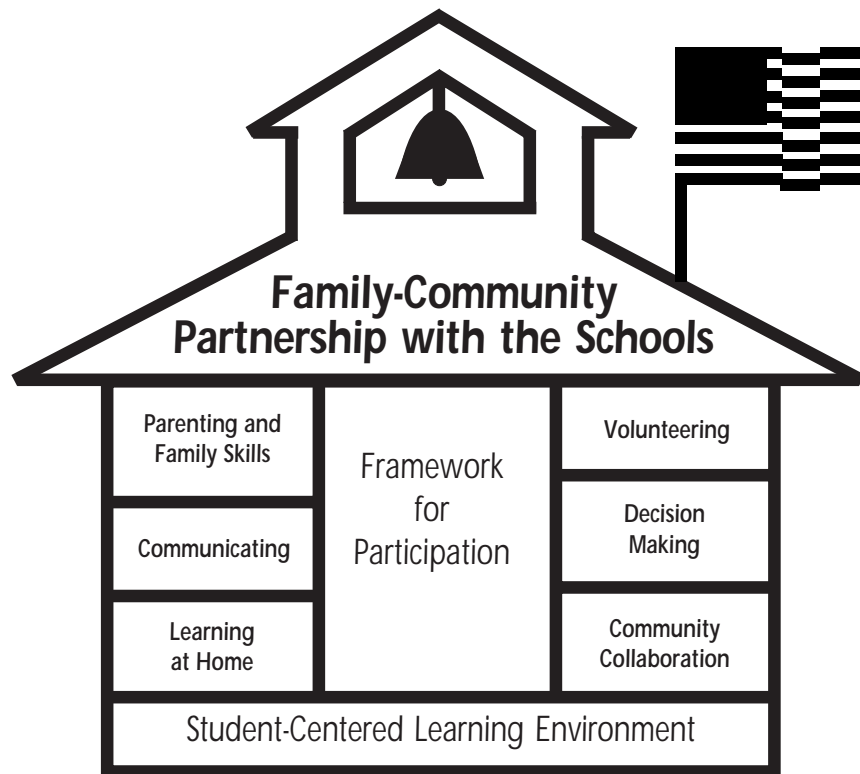 Family-Community
Partnership with the Schools
Parenting and
Family Skills
Communicating
Learning
at Home
Framework
for
Participation
Volunteering
Decision
Making
Community
Collaboration
Student-Centered Learning Environment